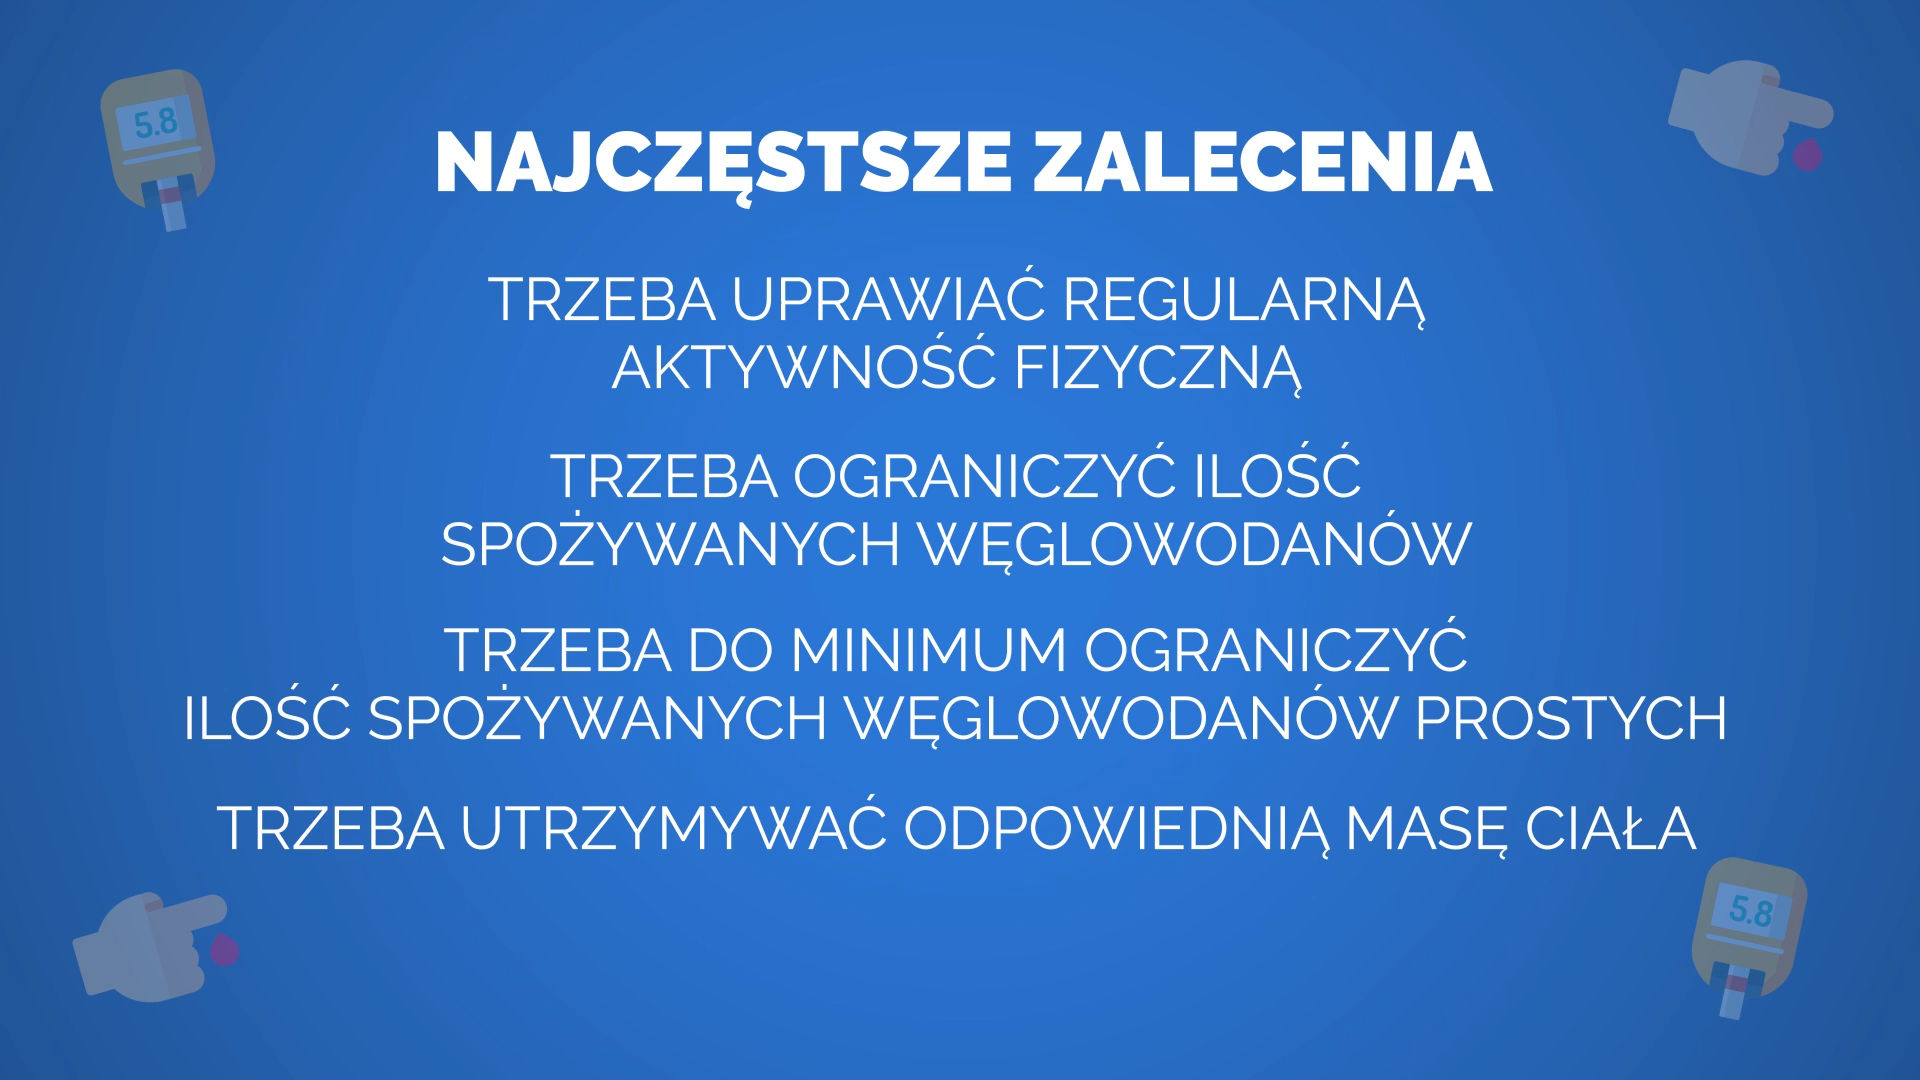 5.8
NAJCZĘSTSZE ZALECENIA
TRZEBA UPRAWIAĆ REGULARNĄ
AKTYWNOŚĆ FIZYCZNĄ
TRZEBA OGRANICZYĆ ILOŚĆ
SPOŻYWANYCH WĘGLOWODANÓW
TRZEBA DO MINIMUM OGRANICZYĆ
ILOŚĆ SPOŻYWANYCH WĘGLOWODANÓW PROSTYCH
TRZEBA UTRZYMYWAĆ ODPOWIEDNIĄ MASĘ CIAŁA
5.8